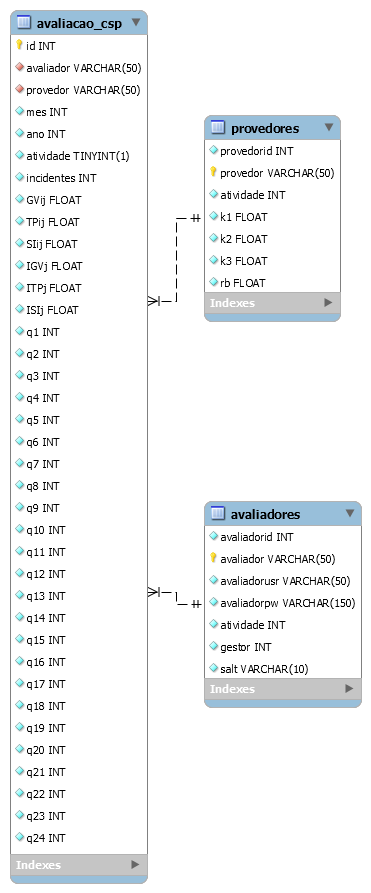 avaliacao_csp
id INT
avaliador VARCHAR(50)
provedor VARCHAR(50)
mes INT
ano INT
atividade TINYINT(1)
incidentes INT
GVij FLOAT
TPij FLOAT
SIij FLOAT
IGVj FLOAT
ITPj FLOAT
ISIj FLOAT
q1 INT
q2 INT
q3 INT
q4 INT
q5 INT
q6 INT
q7 INT
q8 INT
q9 INT
q10 INT
q11 INT
q12 INT
q13 INT
q14 INT
q15 INT
q16 INT
q17 INT
q18 INT
q19 INT
q20 INT
q21 INT
q22 INT
q23 INT
q24 INT
Indexes
provedores
provedorid INT
provedor VARCHAR(50)
atividade INT
k1 FLOAT
k2 FLOAT
k3 FLOAT
rb FLOAT
Indexes
avaliadores
avaliadorid INT
avaliador VARCHAR(50)
avaliadorusr VARCHAR(50)
avaliadorpw VARCHAR(150)
atividade INT
gestor INT
salt VARCHAR(10)
Indexes